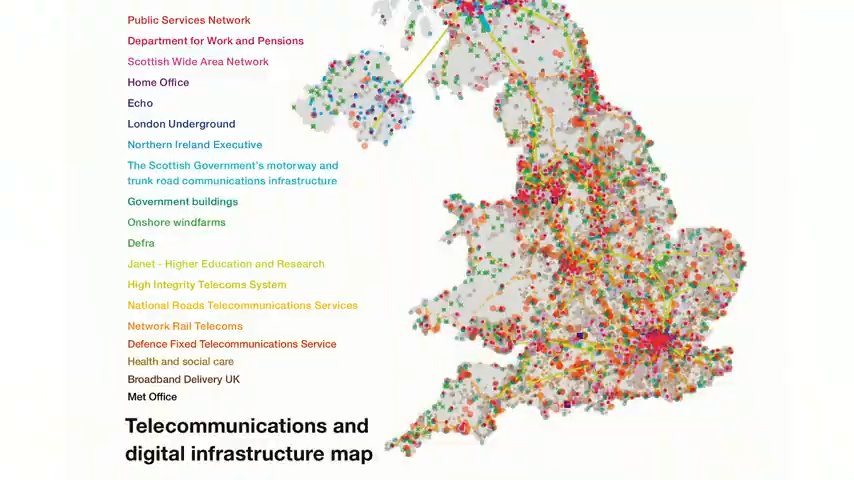 Public Services Network
Department for Work and Pensions
Scottish Wide Area Network
Home Office
Echo
London Underground
Northern Ireland Executive
The Scottish Government's motorway and
trunk road communications infrastructure
Government buildings
Onshore windfarms
Defra
Janet - Higher Education and Research
High Integrity Telecoms System
National Roads Telecommunications Services
Network Rail Telecoms
Defence Fixed Telecommunications Service
Health and social care
Broadband Delivery UK
Met Office
Telecommunications and
digital infrastructure map